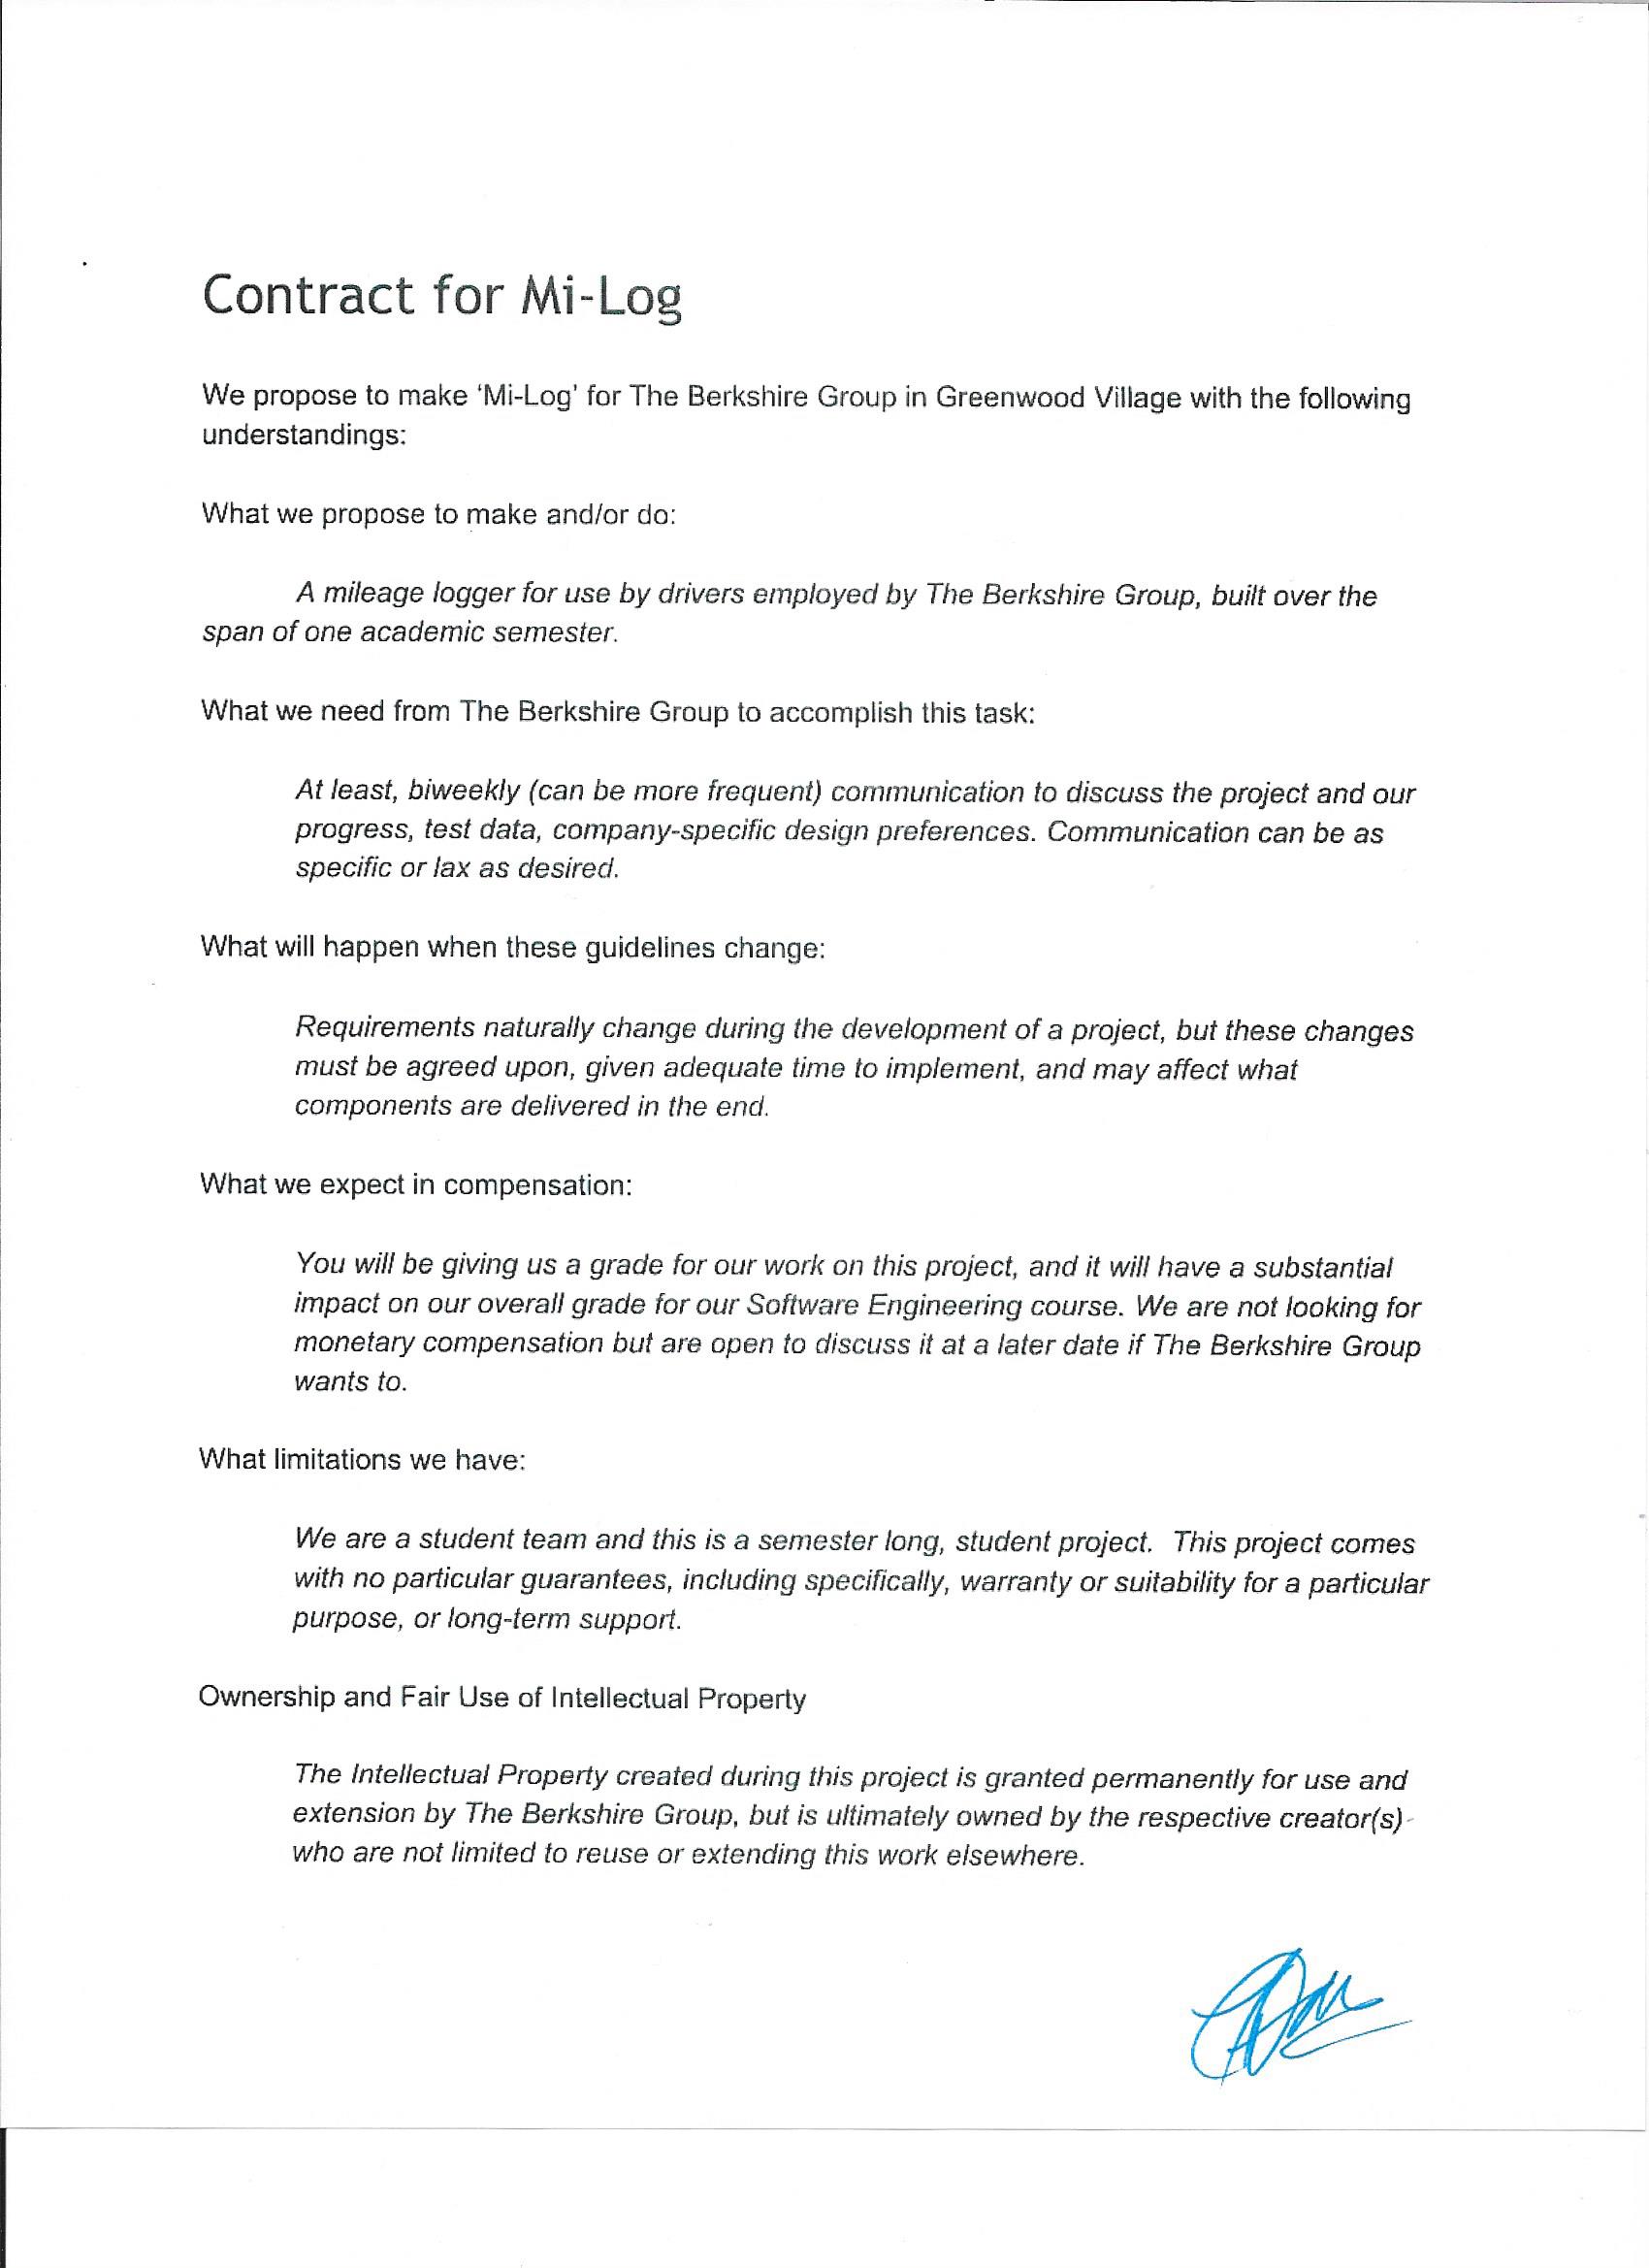 Contract for Mi-Log
We propose to make ‘Mi-Log’ for The Berkshire Group in Greenwood Village with the following
understandings:
What we propose to make and/or do:
A mileage logger for use by drivers employed by The Berkshire Group, built over the
span of one academic semester.
What we need from The Berkshire Group to accomplish this task:
At least, biweekly (can be more frequent) communication to discuss the project and our
progress, test data, company-specific design preferences. Communication can be as
specific or lax as desired.
What will happen when these guidelines change:
Requirements naturally change during the development of a project, but these changes
must be agreed upon, given adequate time to implement, and may affect what
components are delivered in the end.
What we expect in compensation:
You will be giving us a grade for our work on this project, and it will have a substantial
impact on our overall grade for our Software Engineering course. We are not looking for
monetary compensation but are open to discuss it at a later date if The Berkshire Group
wants to.
What limitations we have:
We are a student team and this is a semester long, student project.  This project comes
with no particular guarantees, including specifically, warranty or suitability for a particular
purpose, or long-term support.
Ownership and Fair Use of Intellectual Property
The Intellectual Property created during this project is granted permanently for use and
extension by The Berkshire Group, but is ultimately owned by the respective creator(s)
who are not limited to reuse or extending this work elsewhere.